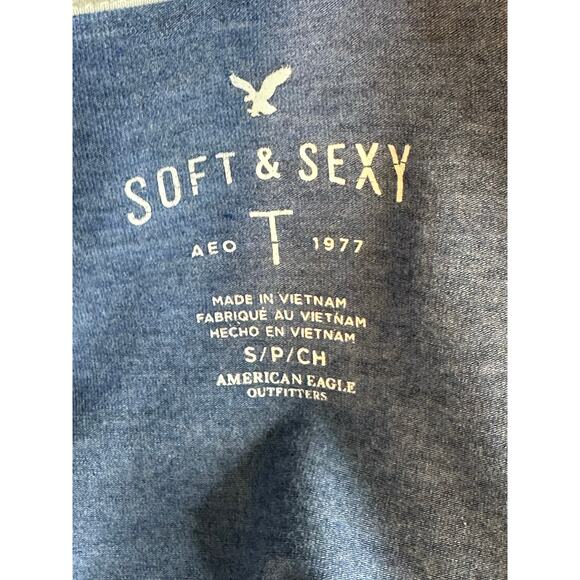 SOFT & SEXY
AEO T 1977
MADE IN VIETNAM
FABRIQUÉ AU VIETNAM
HECHO EN VIETNAM
S/P/CH
AMERICAN EAGLE
OUTFITTERS